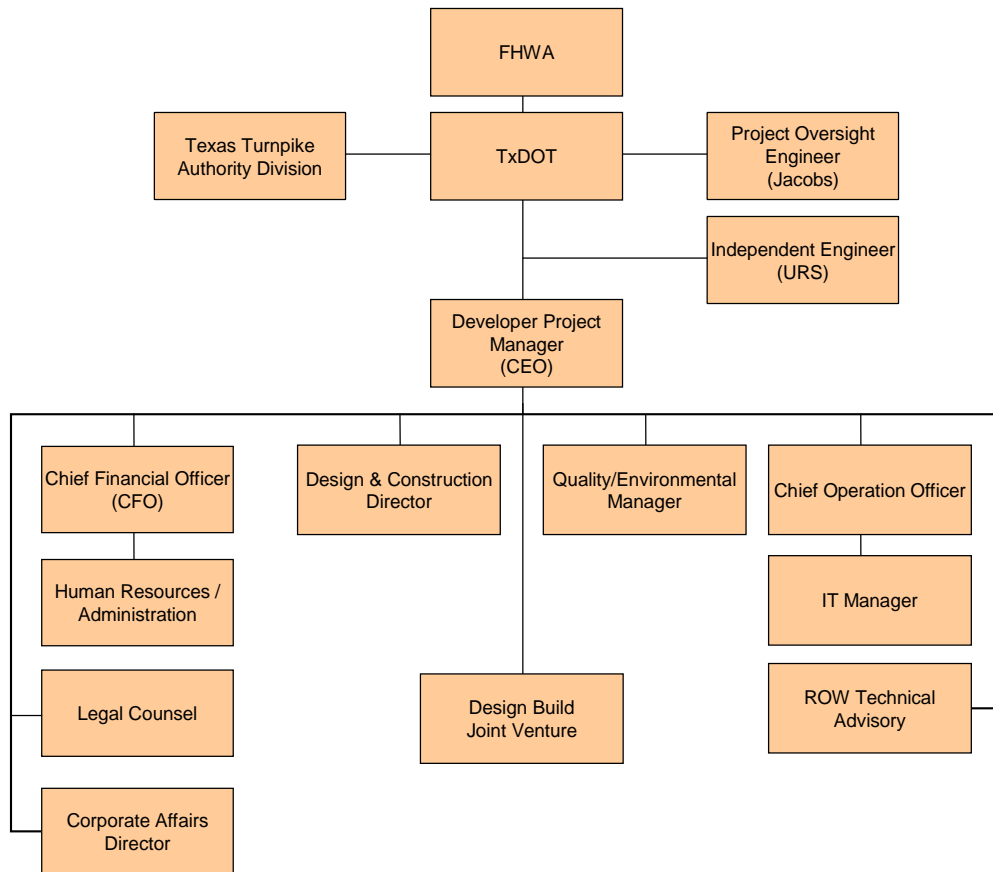 FHWA
Texas Turnpike
Authority Division
TxDOT
Project Oversight
Engineer
(Jacobs)
Independent Engineer
(URS)
Developer Project
Manager
(CEO)
Chief Financial Officer
(CFO)
Design & Construction
Director
Quality/Environmental
Manager
Chief Operation Officer
Human Resources /
Administration
IT Manager
Legal Counsel
Design Build
Joint Venture
ROW Technical
Advisory
Corporate Affairs
Director